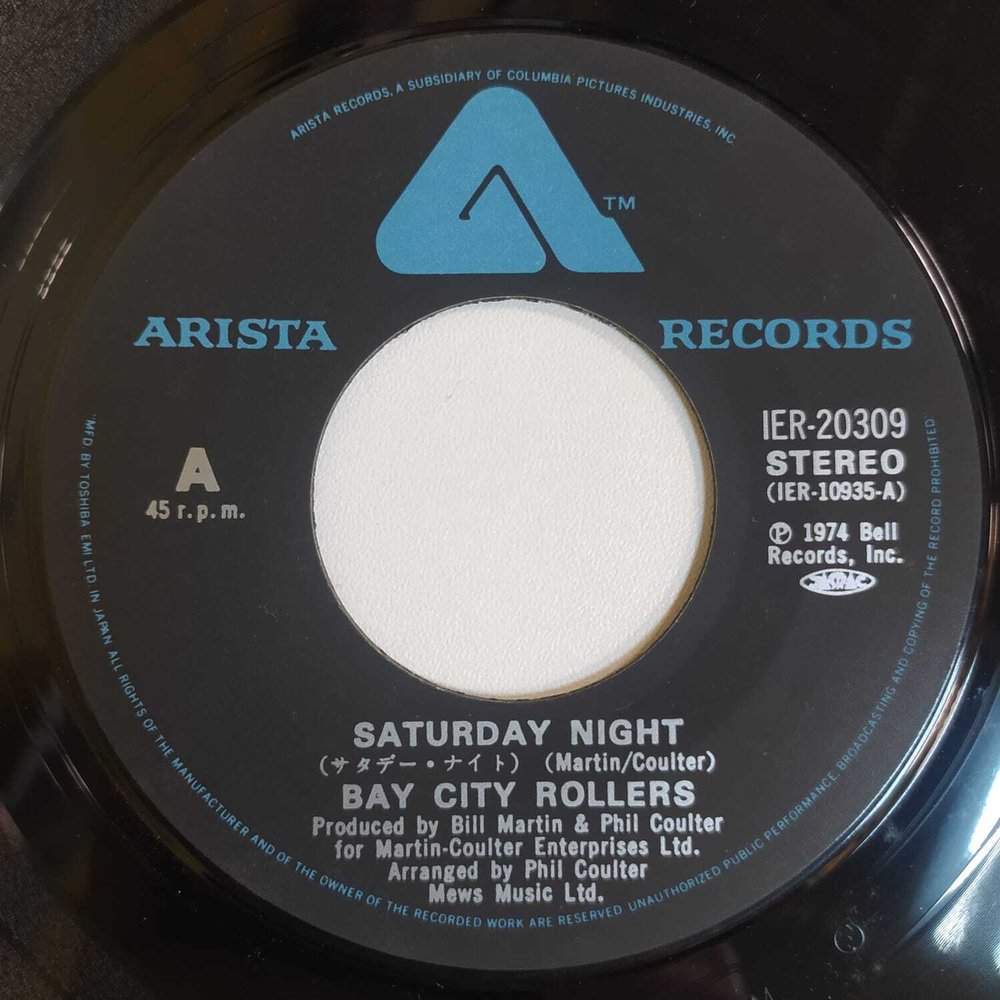 ARISTA RECORDS, A SUBSIDIARY OF COLUMBIA PICTURES INDUSTRIES, INC
TM
ARISTA RECORDS
IER-20309
STEREO
(IER-10935-A)
A
45 r.p.m.
℗ 1974 Bell
Records, Inc.
JASRAC
SATURDAY NIGHT
(サタデー・ナイト) (Martin/Coulter)
BAY CITY ROLLERS
Produced by Bill Martin & Phil Coulter
for Martin-Coulter Enterprises Ltd.
Arranged by Phil Coulter
Mews Music Ltd.
"MFD. BY TOSHIBA EMI LTD. IN JAPAN ALL RIGHTS OF THE MANUFACTURER AND OF THE OWNER OF THE RECORDED WORK ARE RESERVED UNAUTHORIZED PUBLIC PERFORMANCE, BROADCASTING AND COPYING OF THE RECORD PROHIBITED"